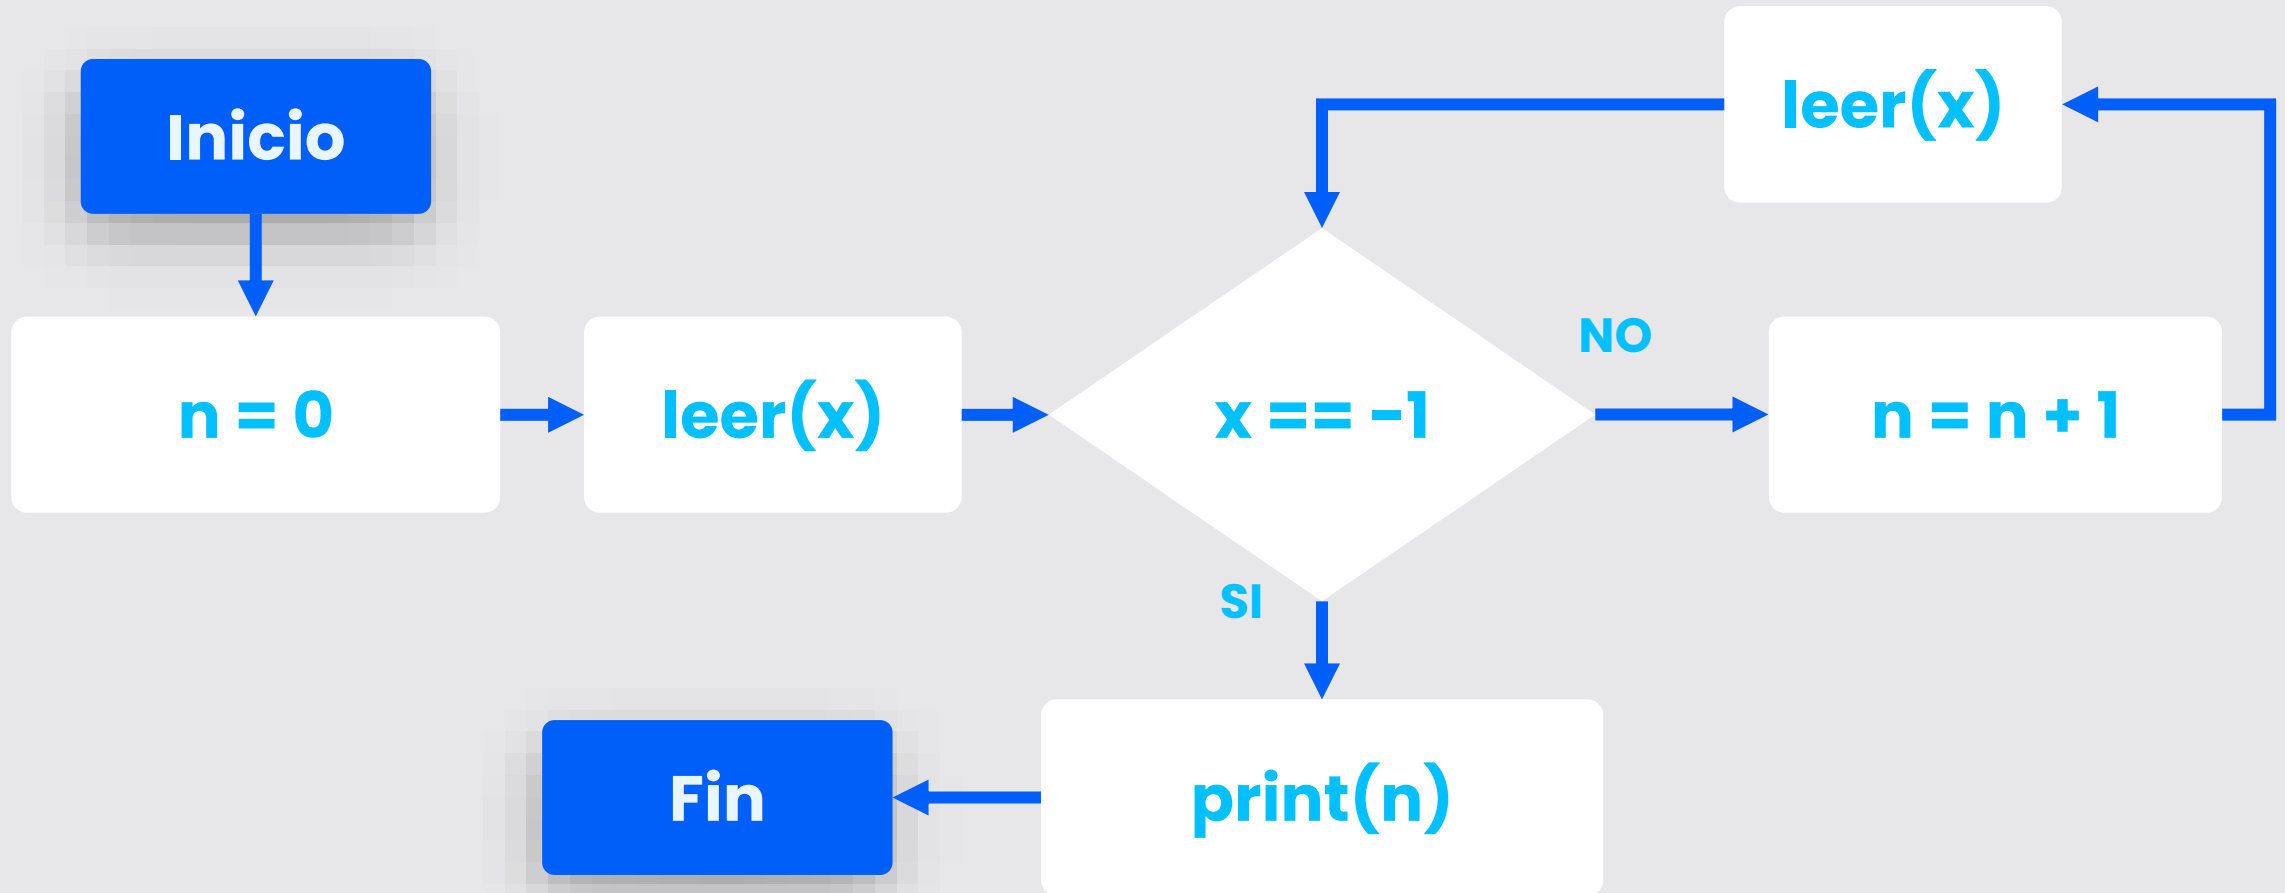 Inicio
n = 0
leer(x)
x == -1
NO
n = n + 1
leer(x)
SI
print(n)
Fin